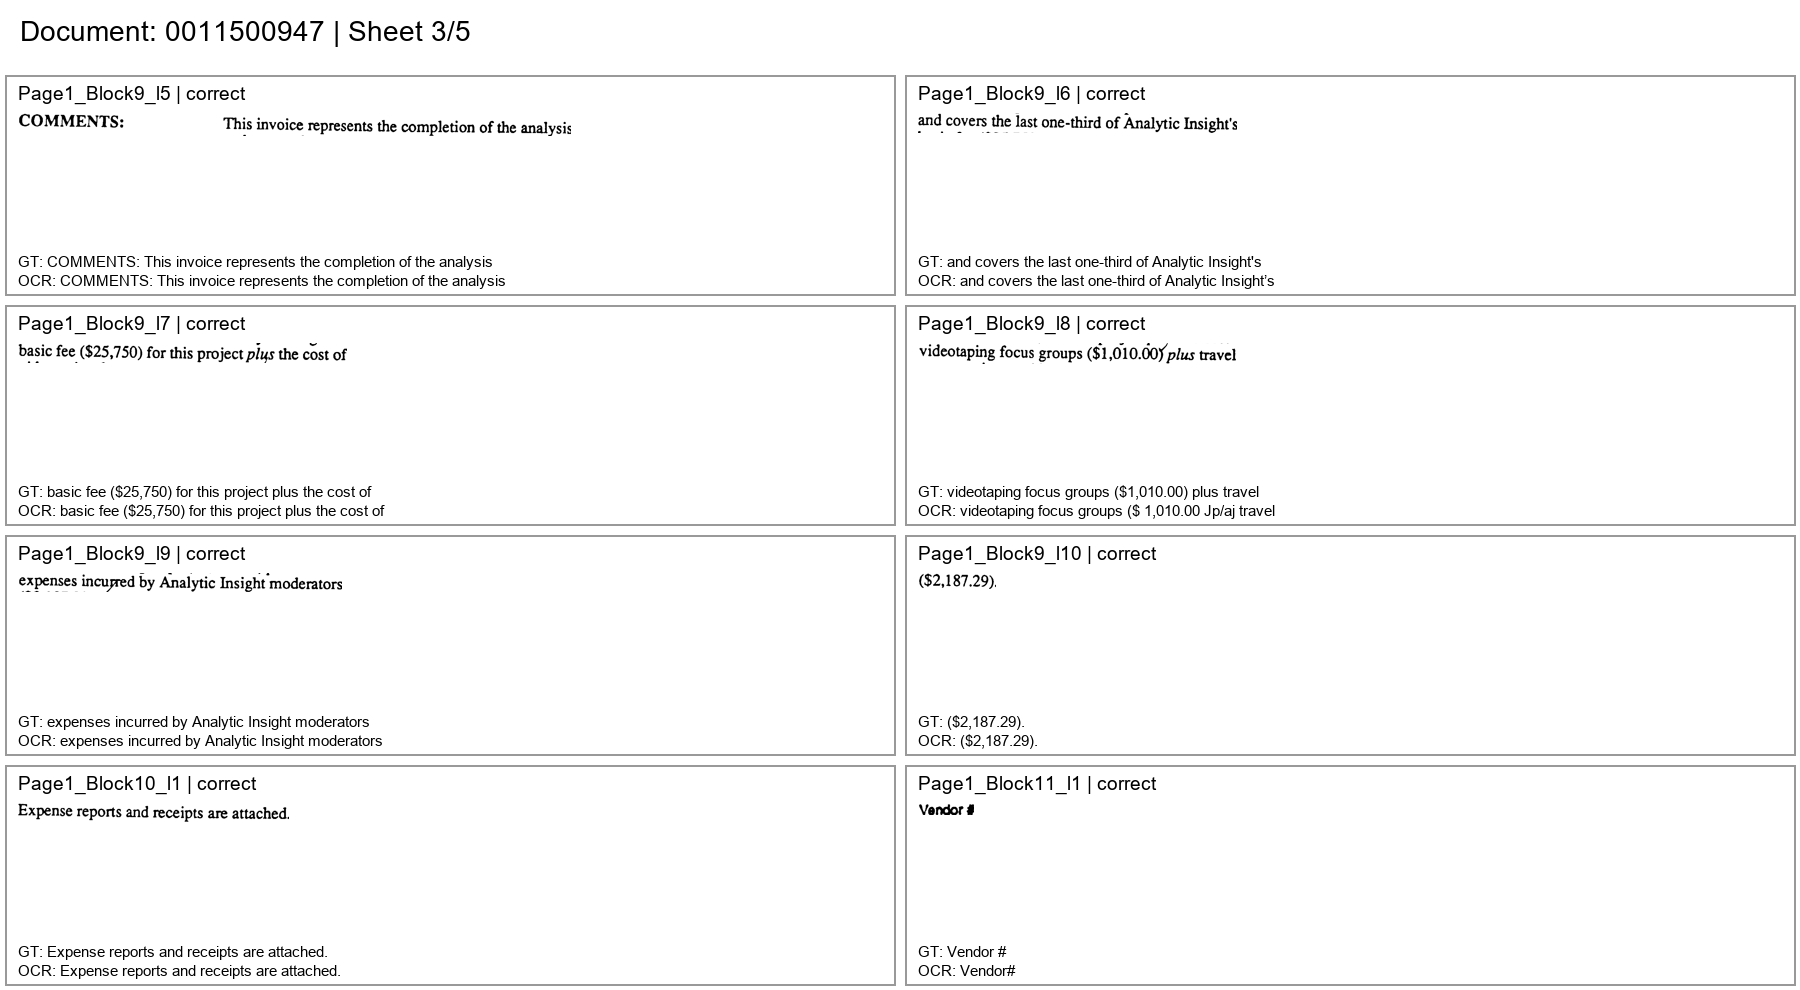 Document: 0011500947 | Sheet 3/5
Page1_Block9_l5 | correct
COMMENTS: This invoice represents the completion of the analysis
GT: COMMENTS: This invoice represents the completion of the analysis
OCR: COMMENTS: This invoice represents the completion of the analysis
Page1_Block9_l6 | correct
and covers the last one-third of Analytic Insight's
GT: and covers the last one-third of Analytic Insight's
OCR: and covers the last one-third of Analytic Insight’s
Page1_Block9_l7 | correct
basic fee ($25,750) for this project plus the cost of
GT: basic fee ($25,750) for this project plus the cost of
OCR: basic fee ($25,750) for this project plus the cost of
Page1_Block9_l8 | correct
videotaping focus groups ($1,010.00) plus travel
GT: videotaping focus groups ($1,010.00) plus travel
OCR: videotaping focus groups ($ 1,010.00 Jp/aj travel
Page1_Block9_l9 | correct
expenses incurred by Analytic Insight moderators
GT: expenses incurred by Analytic Insight moderators
OCR: expenses incurred by Analytic Insight moderators
Page1_Block9_l10 | correct
($2,187.29).
GT: ($2,187.29).
OCR: ($2,187.29).
Page1_Block10_l1 | correct
Expense reports and receipts are attached.
GT: Expense reports and receipts are attached.
OCR: Expense reports and receipts are attached.
Page1_Block11_l1 | correct
Vendor #
GT: Vendor #
OCR: Vendor#